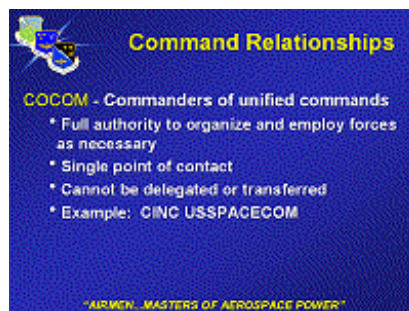 Command Relationships
COCOM - Commanders of unified commands
* Full authority to organize and employ forces
as necessary
* Single point of contact
* Cannot be delegated or transferred
* Example: CINC USSPACECOM
"AIRMEN...MASTERS OF AEROSPACE POWER"